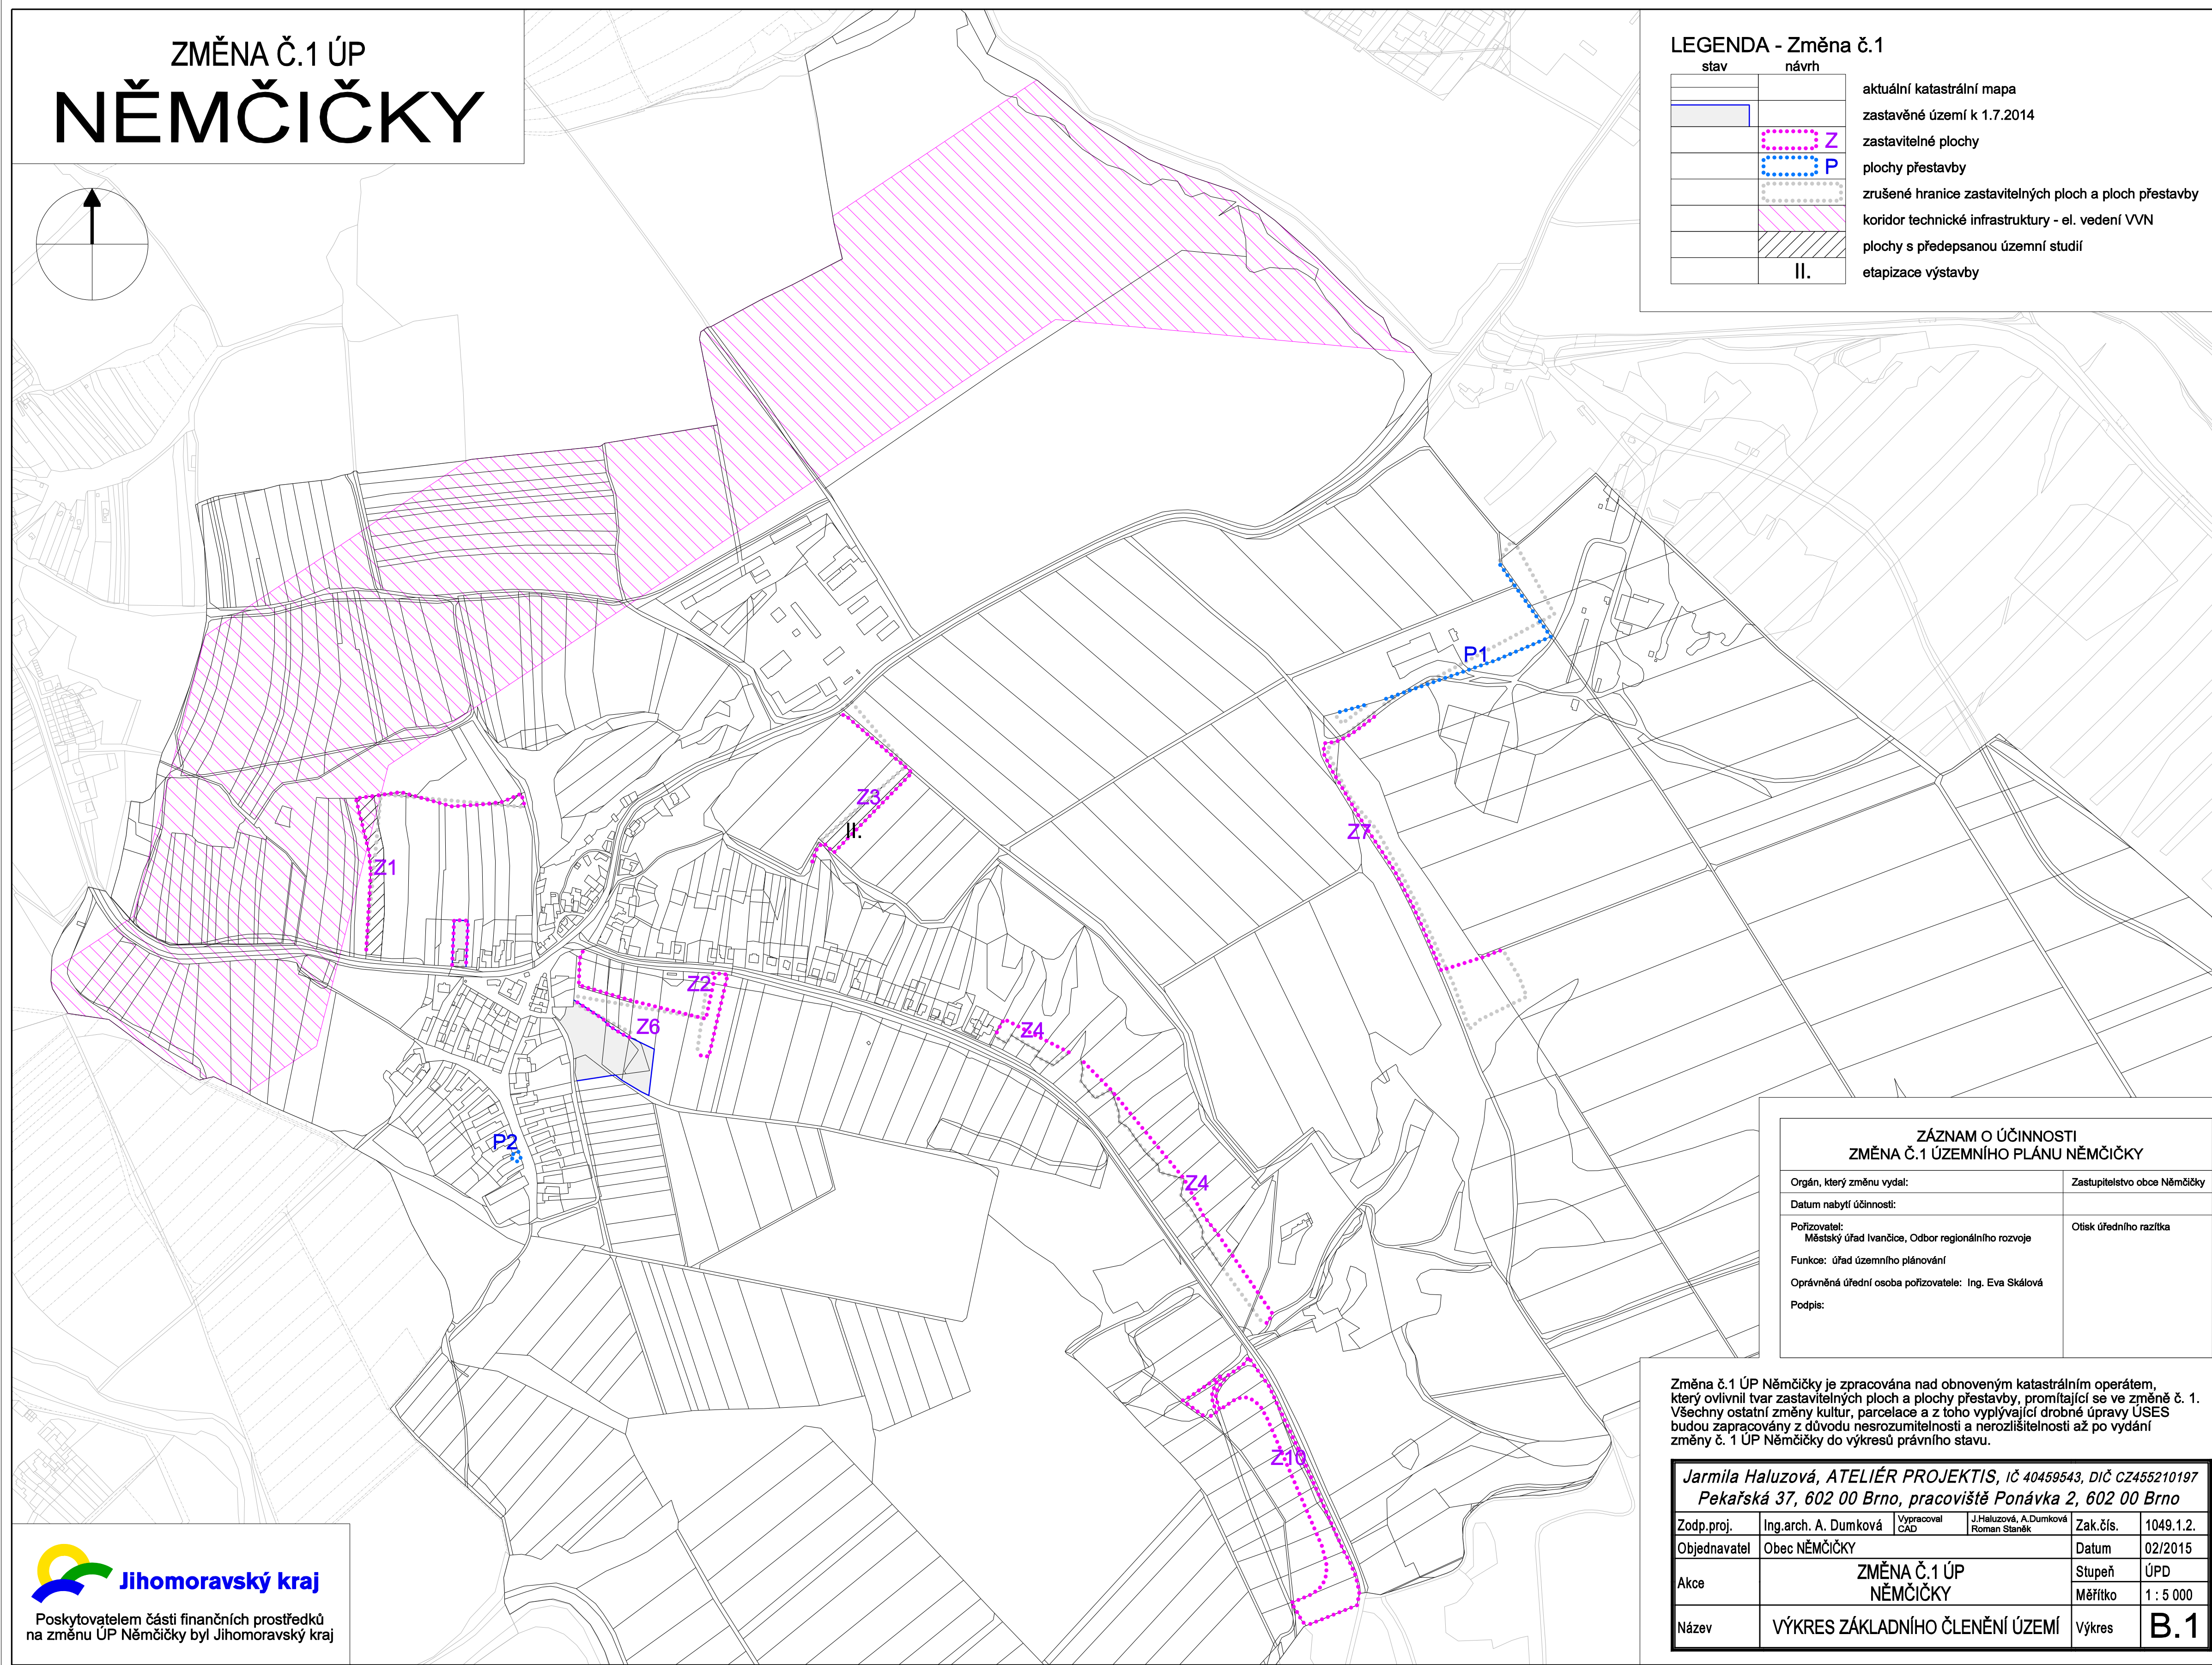 ZMĚNA Č.1 ÚP
NĚMČIČKY
LEGENDA - Změna č.1
stav návrh
aktuální katastrální mapa
zastavěné území k 1.7.2014
Z zastavitelné plochy
P plochy přestavby
zrušené hranice zastavitelných ploch a ploch přestavby
koridor technické infrastruktury - el. vedení VVN
plochy s předepsanou územní studií
II. etapizace výstavby
P1
Z3
II.
Z7
Z1
Z2
Z6
Z4
P2
Z4
Z10
ZÁZNAM O ÚČINNOSTI
ZMĚNA Č.1 ÚZEMNÍHO PLÁNU NĚMČIČKY
Orgán, který změnu vydal: Zastupitelstvo obce Němčičky
Datum nabytí účinnosti:
Pořizovatel: Otisk úředního razítka
Městský úřad Ivančice, Odbor regionálního rozvoje
Funkce: úřad územního plánování
Oprávněná úřední osoba pořizovatele: Ing. Eva Skálová
Podpis:
Změna č.1 ÚP Němčičky je zpracována nad obnoveným katastrálním operátem,
který ovlivnil tvar zastavitelných ploch a plochy přestavby, promítající se ve změně č. 1.
Všechny ostatní změny kultur, parcelace a z toho vyplývající drobné úpravy ÚSES
budou zapracovány z důvodu nesrozumitelnosti a nerozlišitelnosti až po vydání
změny č. 1 ÚP Němčičky do výkresů právního stavu.
Jarmila Haluzová, ATELIÉR PROJEKTIS, IČ 40459543, DIČ CZ455210197
Pekařská 37, 602 00 Brno, pracoviště Ponávka 2, 602 00 Brno
Zodp.proj. Ing.arch. A. Dumková Vypracoval CAD J.Haluzová, A.Dumková Roman Staněk Zak.čís. 1049.1.2.
Objednavatel Obec NĚMČIČKY Datum 02/2015
Akce ZMĚNA Č.1 ÚP Stupeň ÚPD
NĚMČIČKY Měřítko 1 : 5 000
Název VÝKRES ZÁKLADNÍHO ČLENĚNÍ ÚZEMÍ Výkres B.1
Jihomoravský kraj
Poskytovatelem části finančních prostředků
na změnu ÚP Němčičky byl Jihomoravský kraj